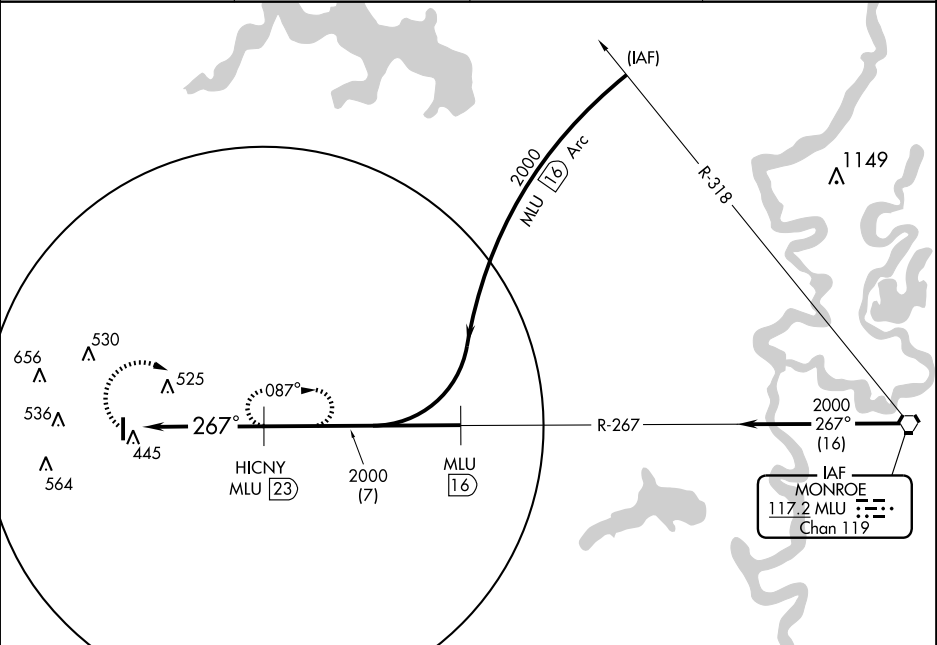 (IAF)
2000
MLU 16 Arc
R-318
1149
530
656
525
536
445
564
087°
267°
HICNY
MLU 23
2000
(7)
MLU
16
R-267
2000
267°
(16)
IAF
MONROE
117.2 MLU
Chan 119